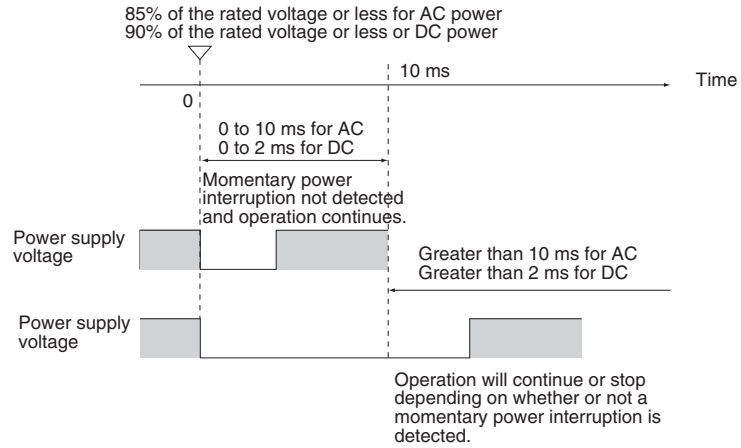 85% of the rated voltage or less for AC power
90% of the rated voltage or less or DC power
10 ms
Time
0
0 to 10 ms for AC
0 to 2 ms for DC
Momentary power
interruption not detected
and operation continues.
Power supply
voltage
Greater than 10 ms for AC
Greater than 2 ms for DC
Power supply
voltage
Operation will continue or stop
depending on whether or not a
momentary power interruption is
detected.